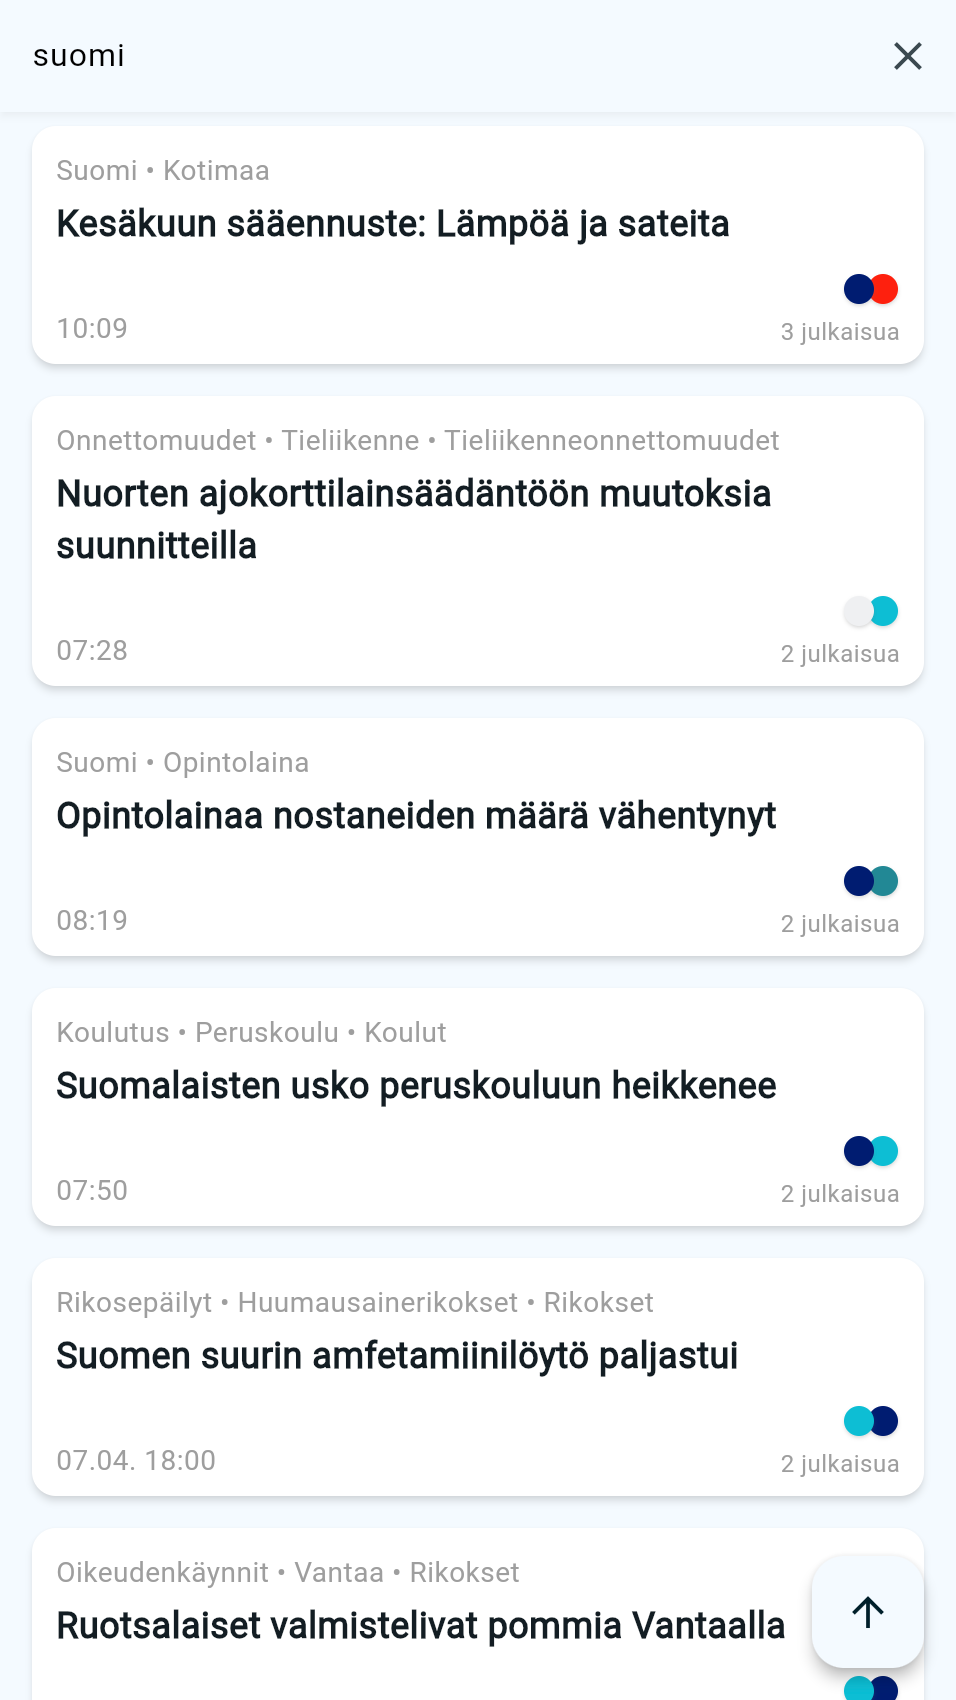 suomi
Suomi • Kotimaa
Kesäkuun sääennuste: Lämpöä ja sateita
10:09
3 julkaisua
Onnettomuudet • Tieliikenne • Tieliikenneonnettomuudet
Nuorten ajokorttilainsäädäntöön muutoksia
suunnitteilla
07:28
2 julkaisua
Suomi • Opintolaina
Opintolainaa nostaneiden määrä vähentynyt
08:19
2 julkaisua
Koulutus • Peruskoulu • Koulut
Suomalaisten usko peruskouluun heikkenee
07:50
2 julkaisua
Rikosepäilyt • Huumausainerikokset • Rikokset
Suomen suurin amfetamiinilöytö paljastui
07.04. 18:00
2 julkaisua
Oikeudenkäynnit • Vantaa • Rikokset
Ruotsalaiset valmistelivat pommia Vantaalla